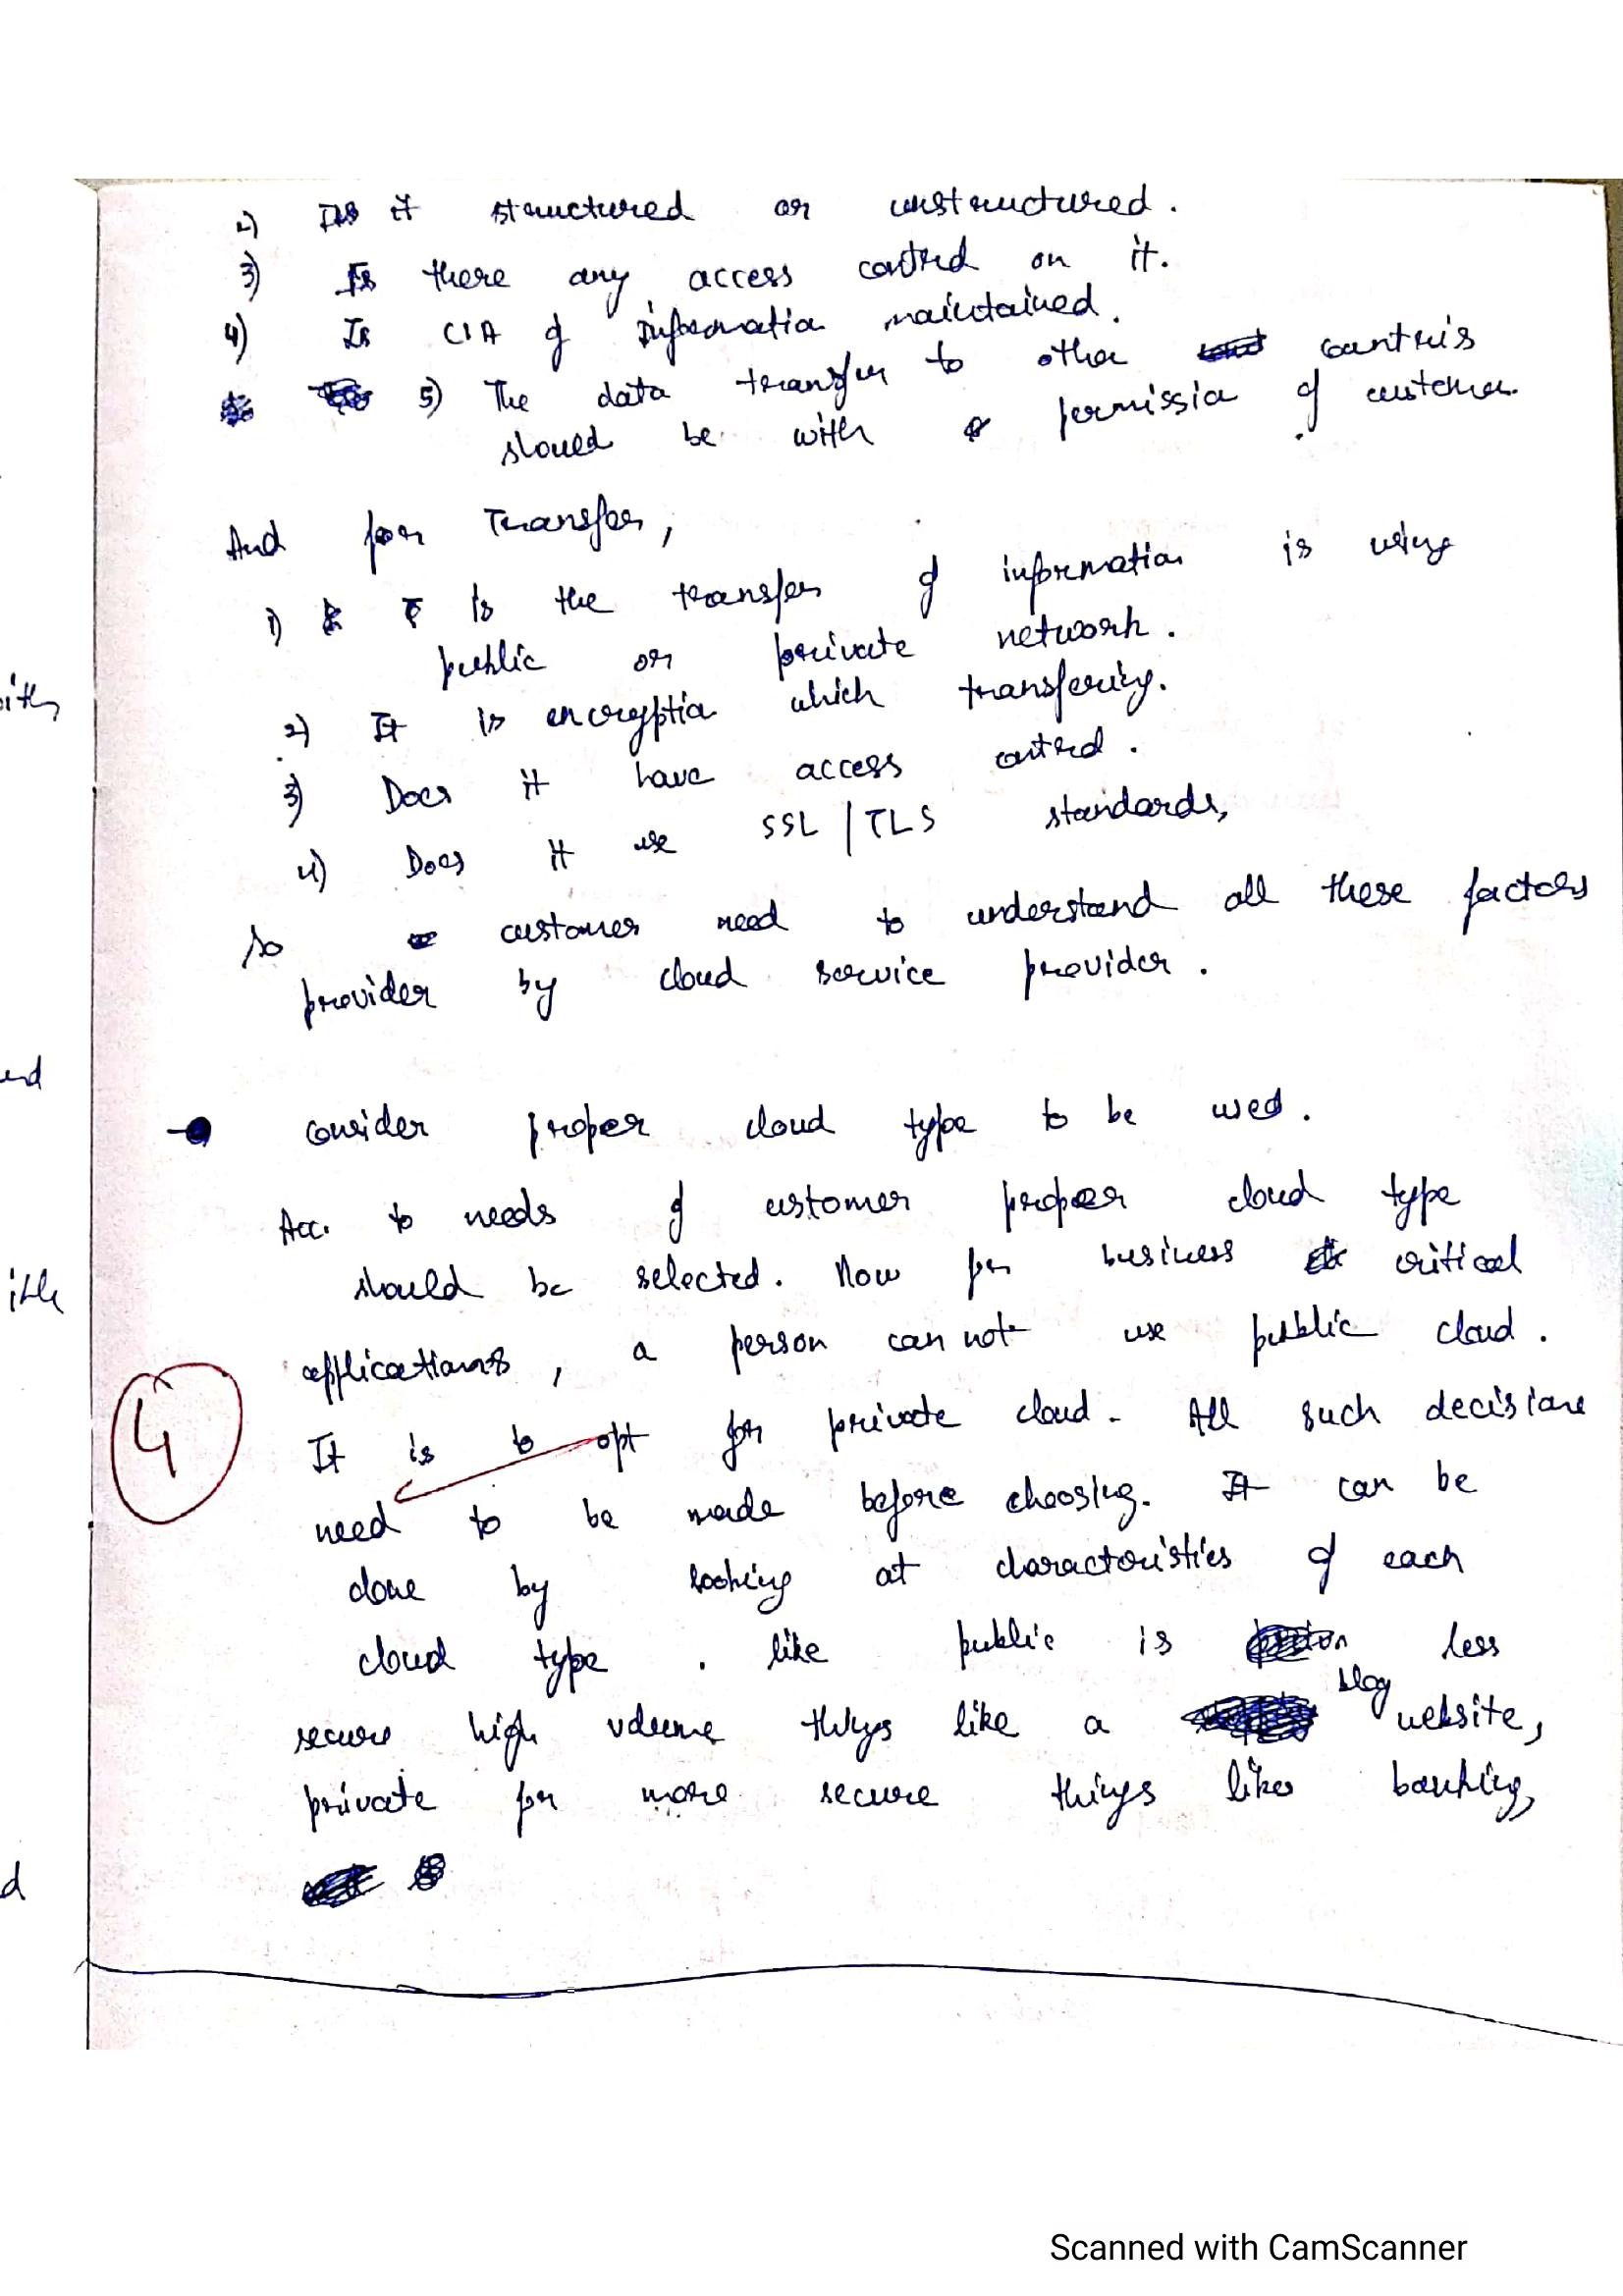 2) Is it structured or unstructured.
3) Is there any access control on it.
4) Is CIA of information maintained.
5) The data transfer to other countris
should be with permission of customer.
And for Transfer,
1) Is the transfer of information is using
public or private network.
2) It is encryption which transfering.
3) Does it have access control.
4) Does it use SSL/TLS standards,
so customer need to understand all these factors
provider by cloud service provider.
consider proper cloud type to be used.
Acc. to needs of customer proper cloud type
should be selected. Now for business critical
applications, a person can not use public cloud.
4
It is to opt for private cloud. All such decisions
need to be made before choosing. It can be
done by looking at charactoristics of each
cloud type. like public is less
secure high volume things like a blog website,
private for more secure things like banking,
ith
end
ible
d
Scanned with CamScanner